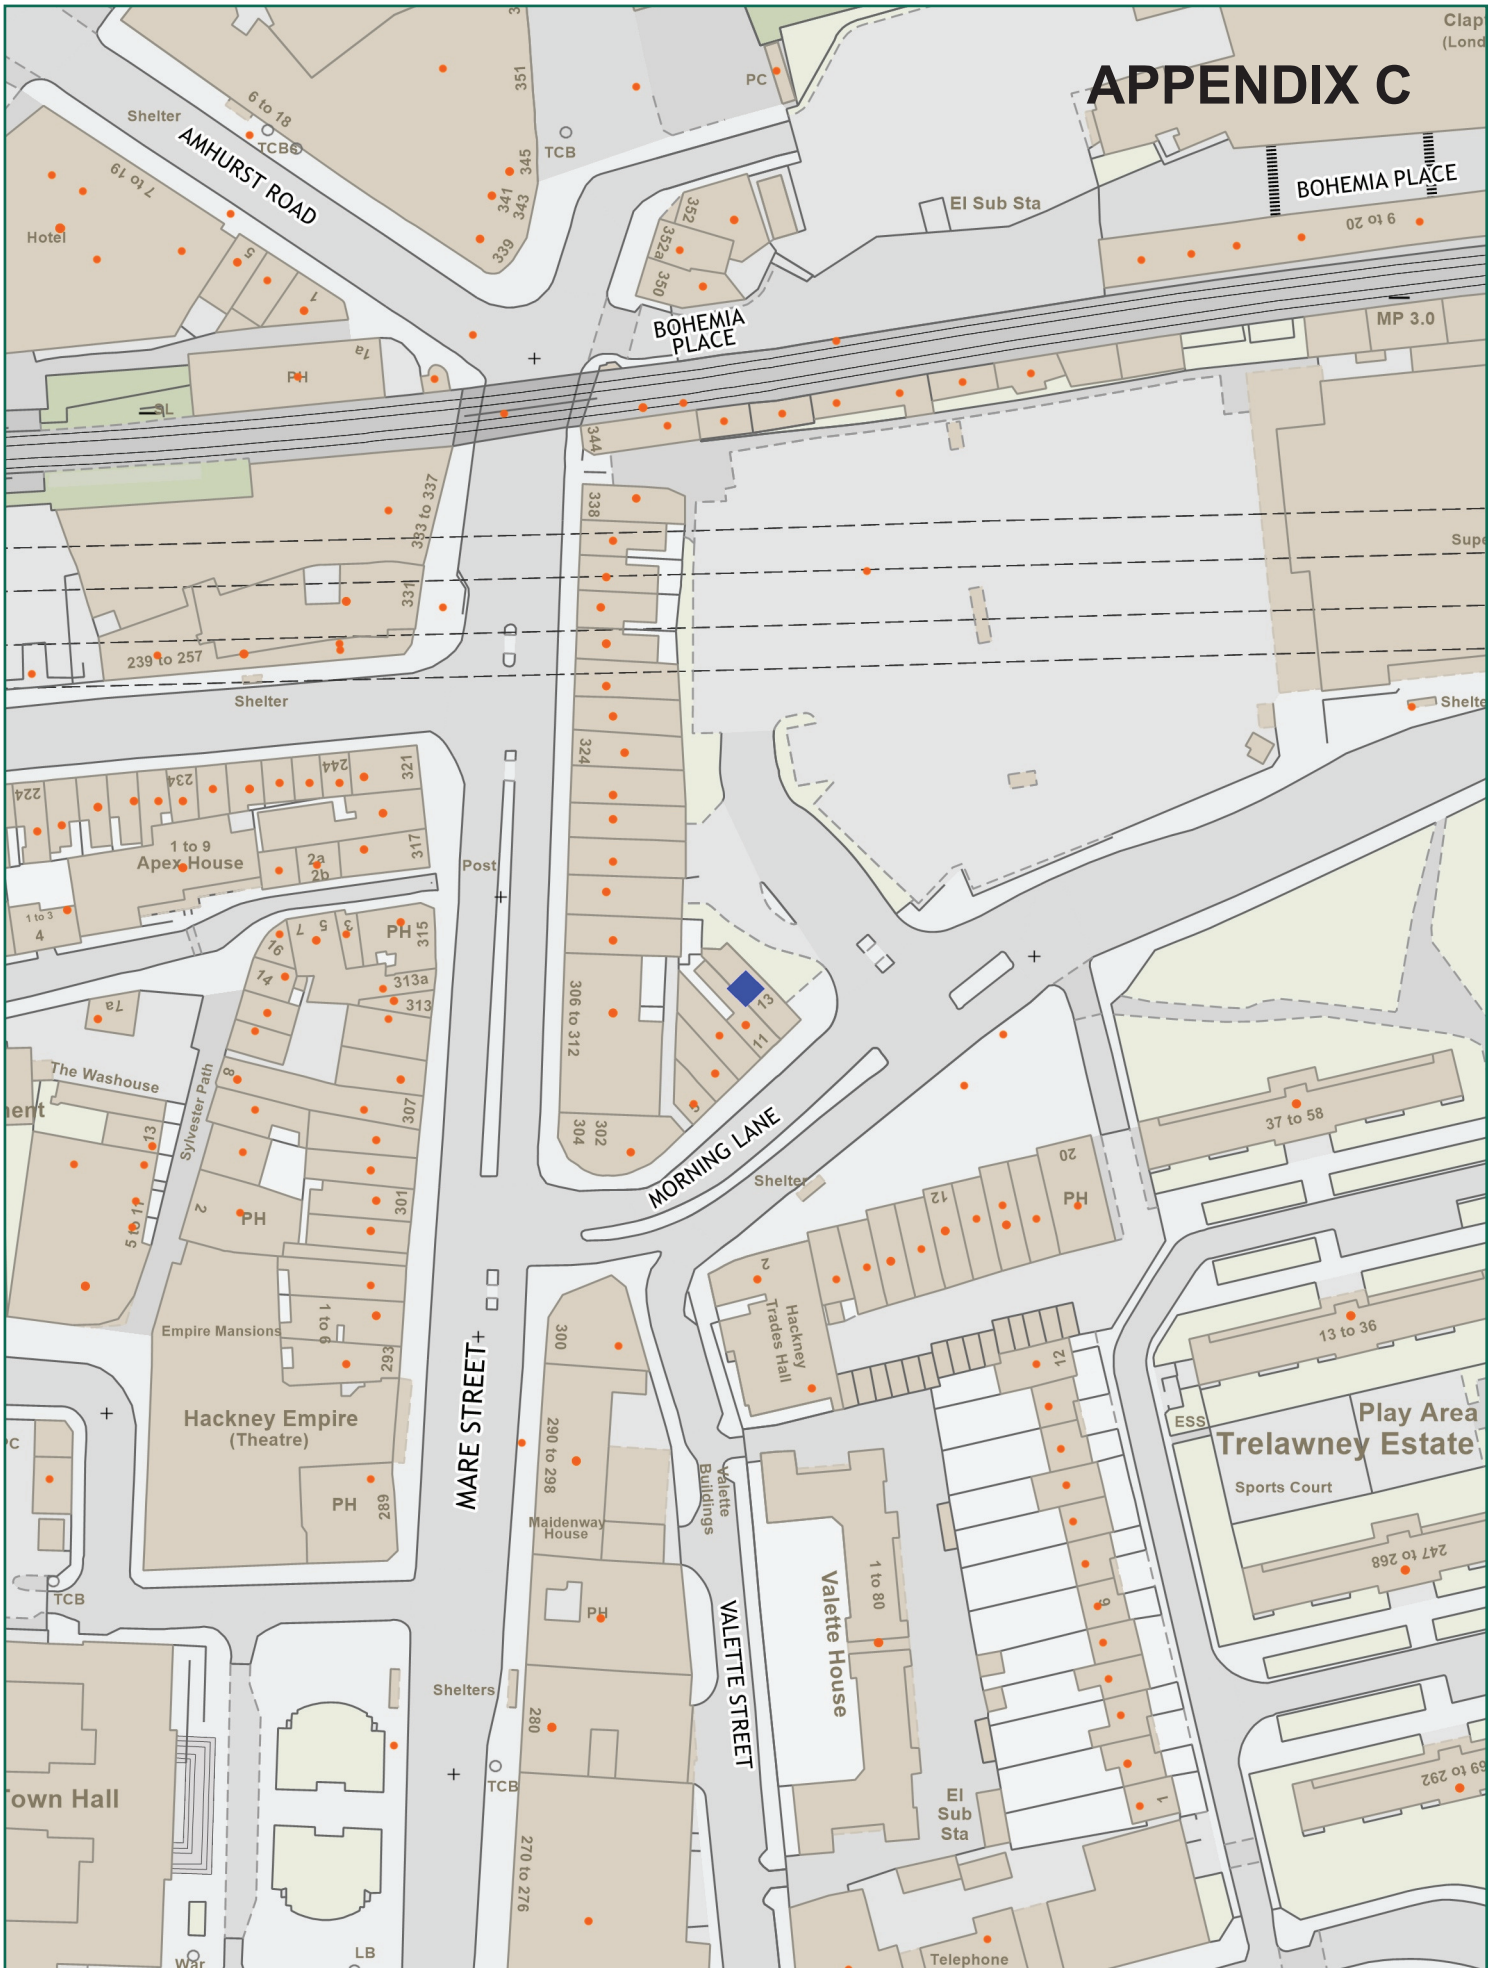 APPENDIX C
Clap
(Lond
351
PC
6 to 18
Shelter
TCBs
TCB
AMHURST ROAD
7 to 19
345
341
343
339
352
352a
350
El Sub Sta
BOHEMIA PLACE
9 to 20
Hotel
5
1
1a
PH
BOHEMIA
PLACE
MP 3.0
SL
344
338
333 to 337
331
Supe
239 to 257
Shelter
Shelte
324
224
234
244
321
317
1 to 9
Apex House
2a
2b
Post
1 to 3
4
16
7
5
3
PH
315
14
313a
313
7a
306 to 312
13
11
The Washouse
8
307
Sylvester Path
ent
13
304
302
MORNING LANE
37 to 58
5 to 11
2
PH
301
Shelter
12
20
PH
2
Hackney
Trades Hall
Empire Mansions
1 to 9
293
300
MARE STREET
13 to 36
12
Hackney Empire
(Theatre)
290 to 298
ESS
Play Area
Trelawney Estate
Sports Court
PC
PH
289
Valette
Buildings
Maidenway
House
1 to 80
Valette House
247 to 268
TCB
PH
VALETTE STREET
9
Shelters
280
TCB
Town Hall
El
Sub
Sta
1
69 to 292
270 to 276
War
LB
Telephone